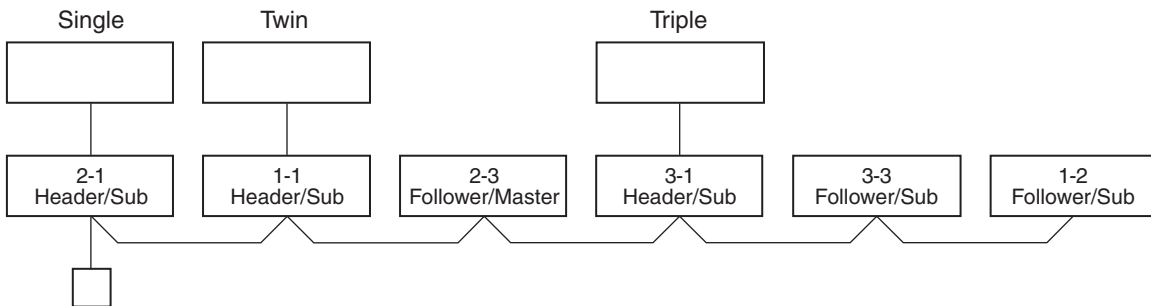 Single
Twin
Triple
2-1
Header/Sub
1-1
Header/Sub
2-3
Follower/Master
3-1
Header/Sub
3-3
Follower/Sub
1-2
Follower/Sub